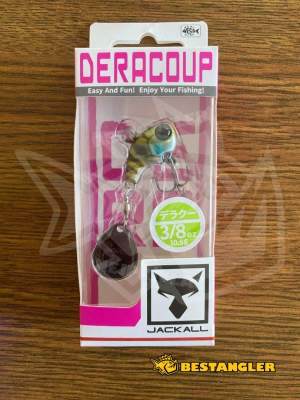 DERACOUP
Easy And Fun! Enjoy Your Fishing!
デラクー
3/8oz
10.5g
JACKALL
BESTANGLER